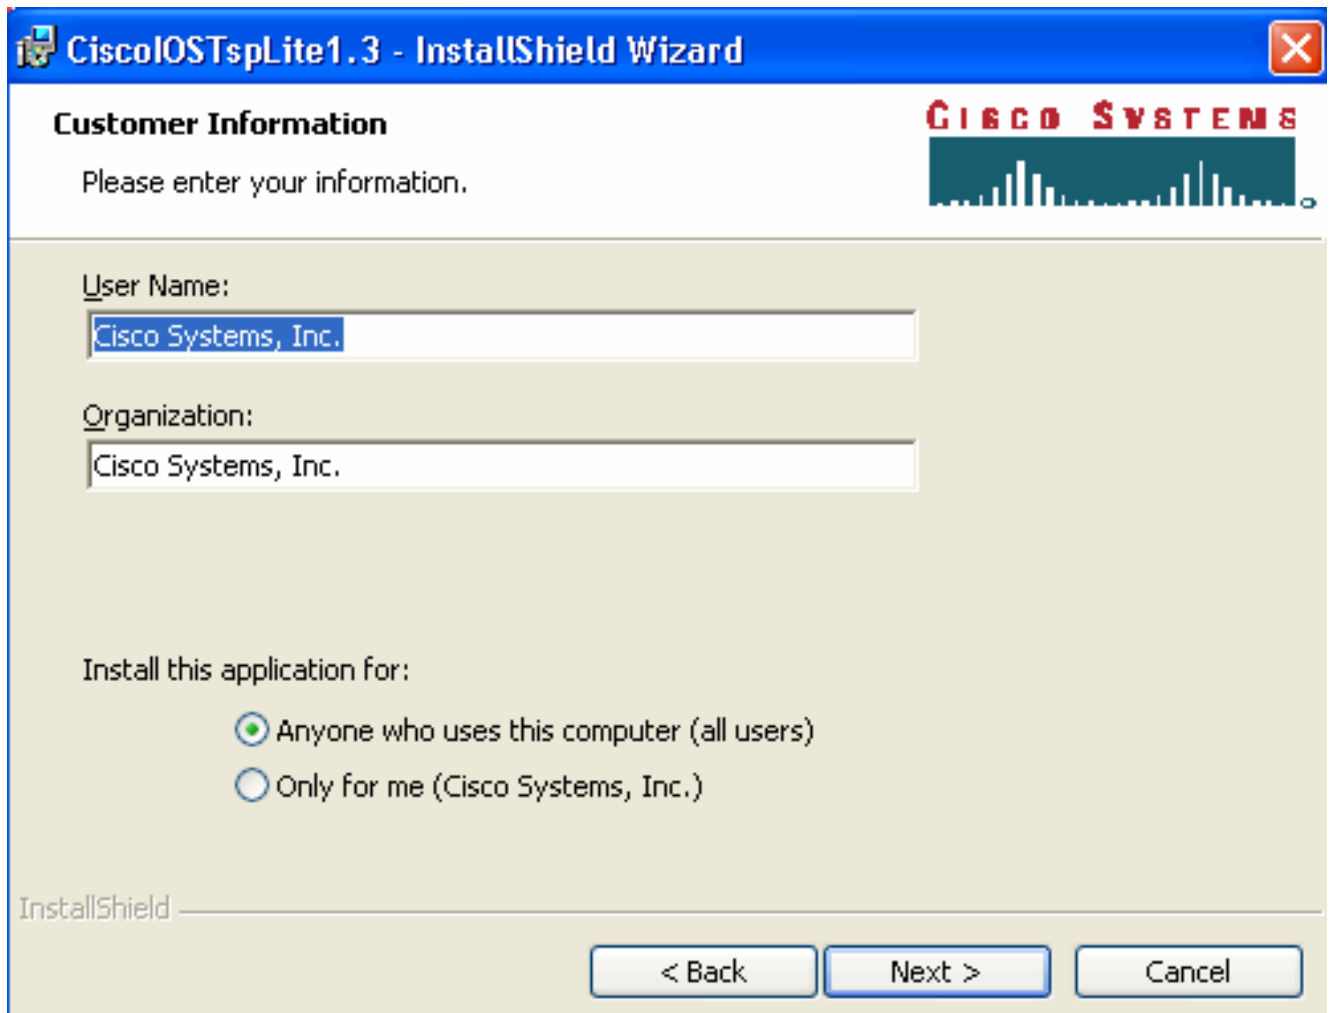 CiscoIOSTspLite1.3 - InstallShield Wizard
Customer Information
Please enter your information.
CISCO SYSTEMS
User Name:
Cisco Systems, Inc.
Organization:
Cisco Systems, Inc.
Install this application for:
Anyone who uses this computer (all users)
Only for me (Cisco Systems, Inc.)
InstallShield
< Back
Next >
Cancel